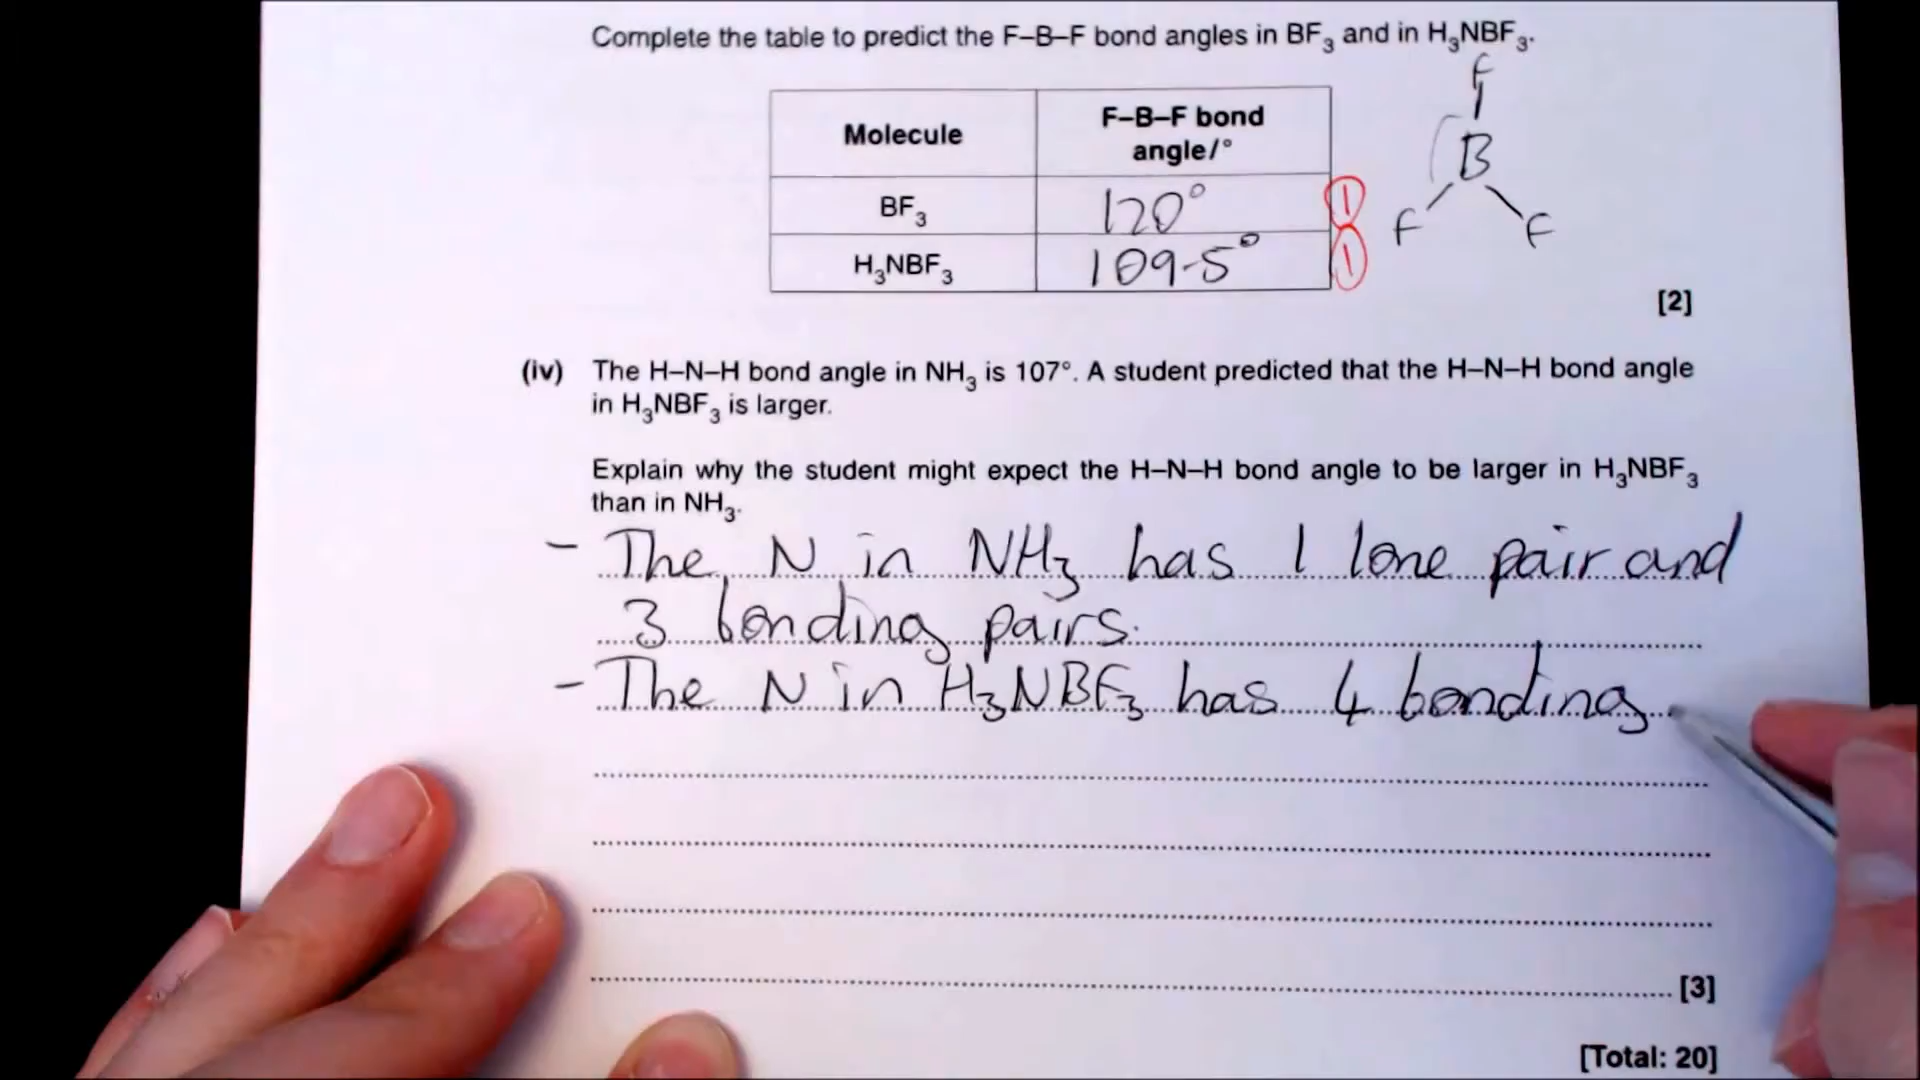 Complete the table to predict the F–B–F bond angles in BF₃ and in H₃NBF₃.
Molecule
F–B–F bond
angle/°
BF₃
120°
1
H₃NBF₃
109.5°
1
F
B
F F
[2]
(iv) The H–N–H bond angle in NH₃ is 107°. A student predicted that the H–N–H bond angle
in H₃NBF₃ is larger.
Explain why the student might expect the H–N–H bond angle to be larger in H₃NBF₃
than in NH₃.
– The N in NH₃ has 1 lone pair and
3 bonding pairs.
– The N in H₃NBF₃ has 4 bonding
[3]
[Total: 20]